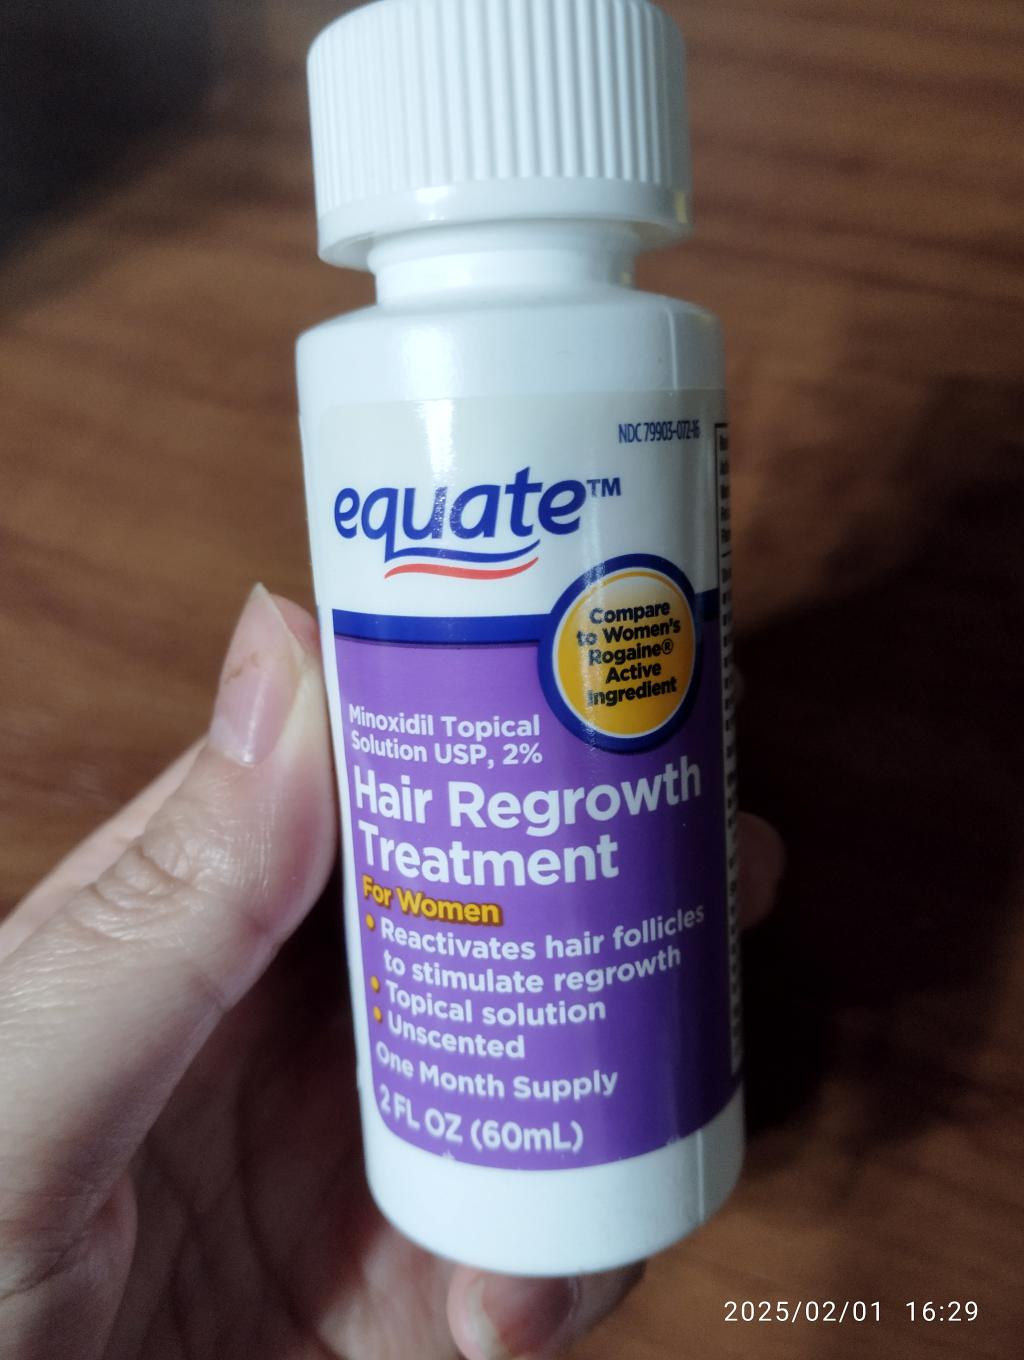 NDC 79903-072-16
equate™
Compare
to Women's
Rogaine®
Active
Ingredient
Minoxidil Topical
Solution USP, 2%
Hair Regrowth
Treatment
For Women
• Reactivates hair follicles
to stimulate regrowth
• Topical solution
• Unscented
One Month Supply
2 FL OZ (60mL)
2025/02/01 16:29